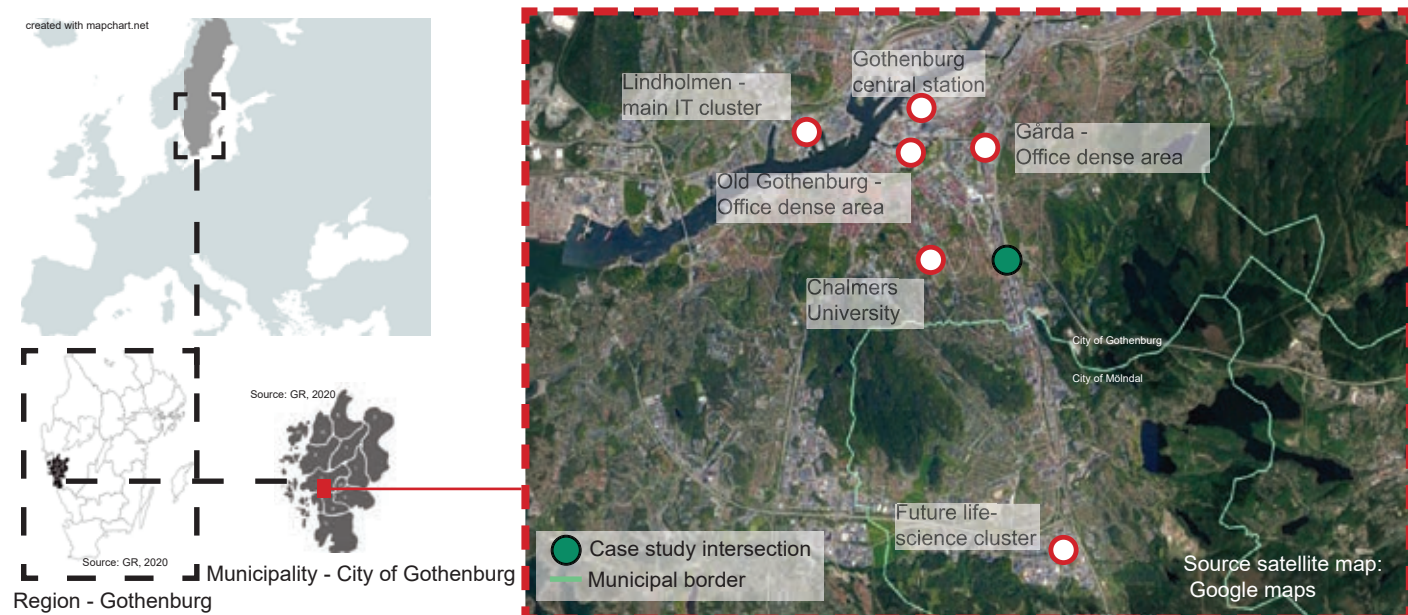 created with mapchart.net
Source: GR, 2020
Source: GR, 2020
Region - Gothenburg
Municipality - City of Gothenburg
Lindholmen -
main IT cluster
Gothenburg
central station
Gårda -
Office dense area
Old Gothenburg -
Office dense area
Chalmers
University
City of Gothenburg
City of Mölndal
Future life-
science cluster
Case study intersection
Municipal border
Source satellite map:
Google maps